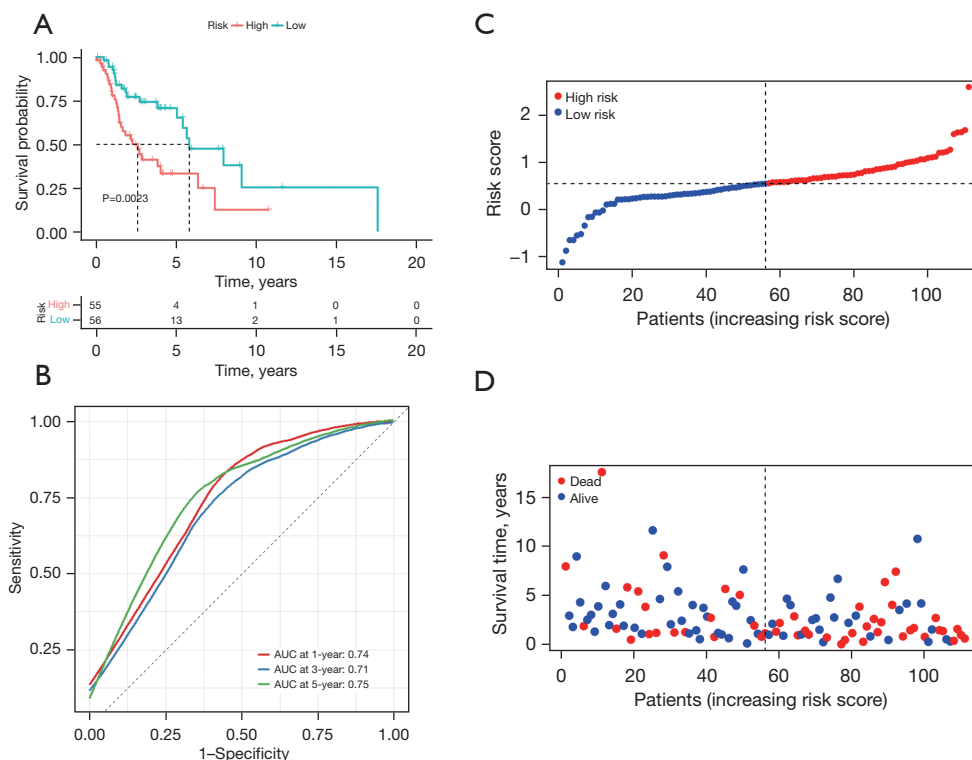 A
Risk High Low
1.00
0.75
0.50
0.25
0.00
Survival probability
P=0.0023
0 5 10 15 20
Time, years
Risk
High 55 4 1 0 0
Low 56 13 2 1 0
0 5 10 15 20
Time, years
B
1.00
0.75
0.50
0.25
Sensitivity
AUC at 1-year: 0.74
AUC at 3-year: 0.71
AUC at 5-year: 0.75
0.00 0.25 0.50 0.75 1.00
1–Specificity
C
High risk
Low risk
2
1
0
−1
Risk score
0 20 40 60 80 100
Patients (increasing risk score)
D
Dead
Alive
15
10
5
0
Survival time, years
0 20 40 60 80 100
Patients (increasing risk score)